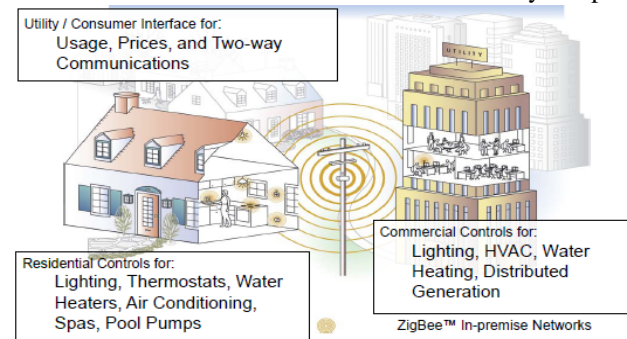 Utility / Consumer Interface for:
Usage, Prices, and Two-way
Communications
UTILITY
Commercial Controls for:
Lighting, HVAC, Water
Heating, Distributed
Generation
Residential Controls for:
Lighting, Thermostats, Water
Heaters, Air Conditioning,
Spas, Pool Pumps
ZigBee™ In-premise Networks